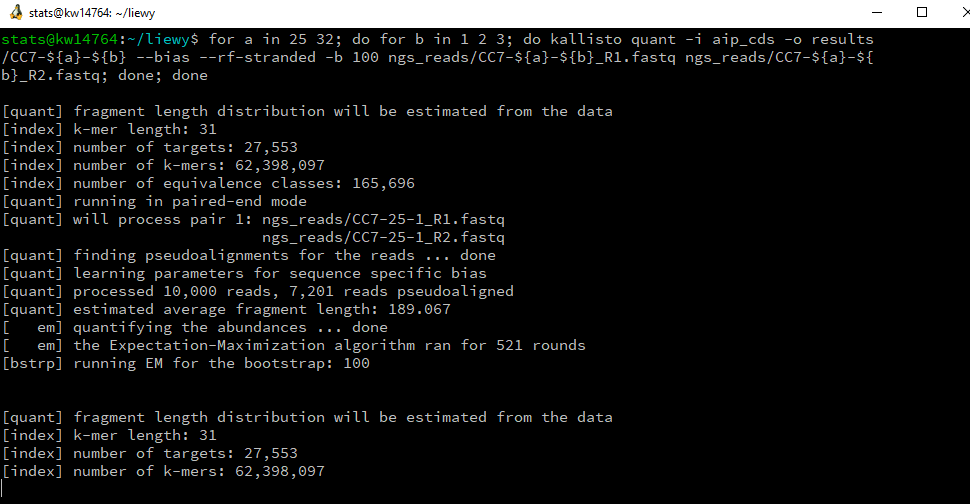 stats@kw14764: ~/liewy
stats@kw14764:~/liewy$ for a in 25 32; do for b in 1 2 3; do kallisto quant -i aip_cds -o results
/CC7-${a}-${b} --bias --rf-stranded -b 100 ngs_reads/CC7-${a}-${b}_R1.fastq ngs_reads/CC7-${a}-${
b}_R2.fastq; done; done
[quant] fragment length distribution will be estimated from the data
[index] k-mer length: 31
[index] number of targets: 27,553
[index] number of k-mers: 62,398,097
[index] number of equivalence classes: 165,696
[quant] running in paired-end mode
[quant] will process pair 1: ngs_reads/CC7-25-1_R1.fastq
ngs_reads/CC7-25-1_R2.fastq
[quant] finding pseudoalignments for the reads ... done
[quant] learning parameters for sequence specific bias
[quant] processed 10,000 reads, 7,201 reads pseudoaligned
[quant] estimated average fragment length: 189.067
[   em] quantifying the abundances ... done
[   em] the Expectation-Maximization algorithm ran for 521 rounds
[bstrp] running EM for the bootstrap: 100
[quant] fragment length distribution will be estimated from the data
[index] k-mer length: 31
[index] number of targets: 27,553
[index] number of k-mers: 62,398,097